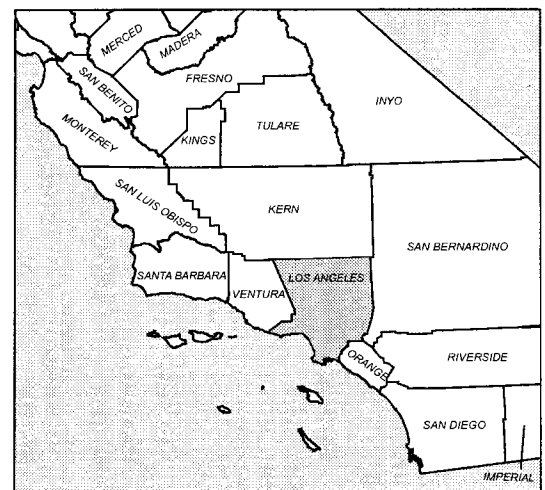 MERCED
MADERA
SAN BENITO
FRESNO
INYO
MONTEREY
KINGS
TULARE
SAN LUIS OBISPO
KERN
SAN BERNARDINO
SANTA BARBARA
VENTURA
LOS ANGELES
ORANGE
RIVERSIDE
SAN DIEGO
IMPERIAL